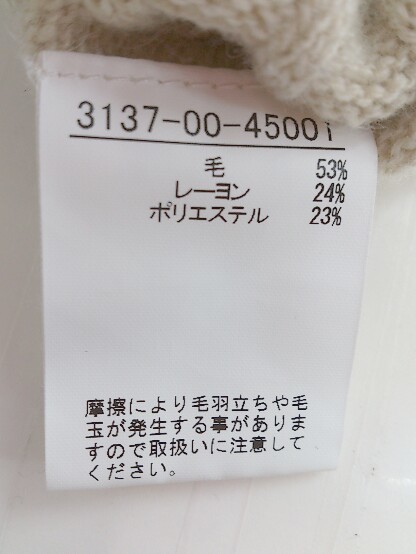 3137-00-45001
毛 53%
レーヨン 24%
ポリエステル 23%
摩擦により毛羽立ちや毛
玉が発生する事がありま
すので取扱いに注意して
ください。